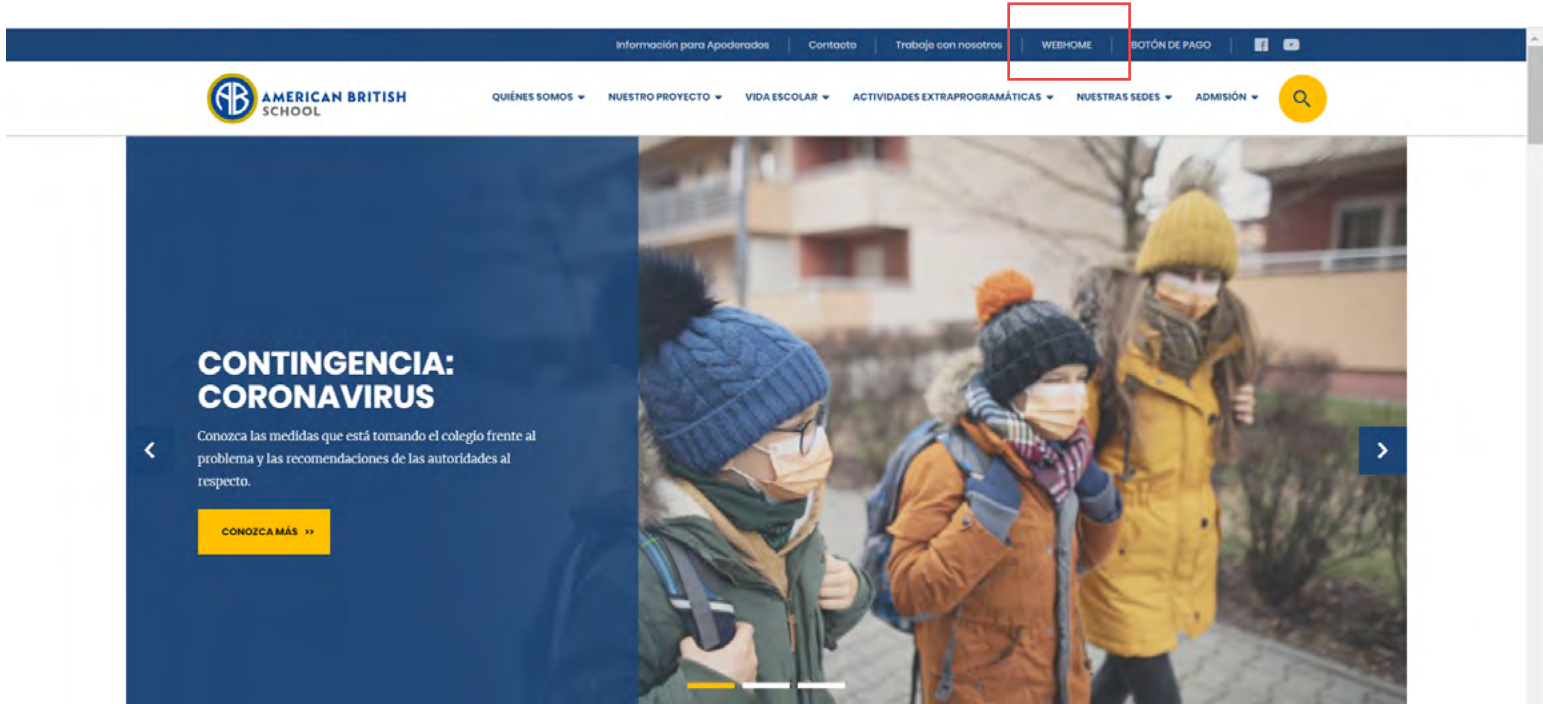 Información para Apoderados | Contacto | Trabaje con nosotros | WEBHOME | BOTÓN DE PAGO
AB AMERICAN BRITISH
SCHOOL
QUIÉNES SOMOS NUESTRO PROYECTO VIDA ESCOLAR ACTIVIDADES EXTRAPROGRAMÁTICAS NUESTRAS SEDES ADMISIÓN
CONTINGENCIA:
CORONAVIRUS
Conozca las medidas que está tomando el colegio frente al
problema y las recomendaciones de las autoridades al
respecto.
CONOZCA MÁS »